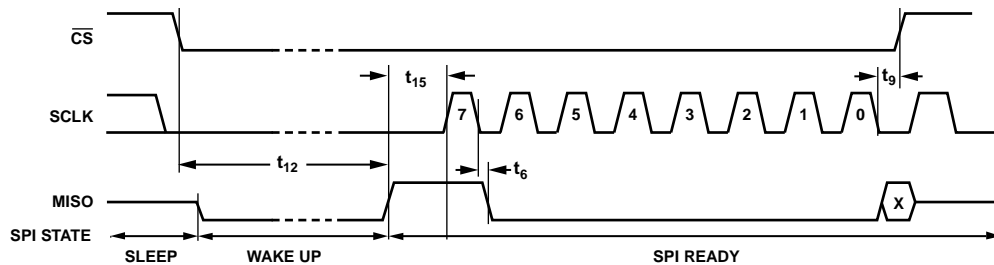 CS
t15
t9
SCLK
7 6 5 4 3 2 1 0
t12
t6
MISO
X
SPI STATE
SLEEP WAKE UP SPI READY